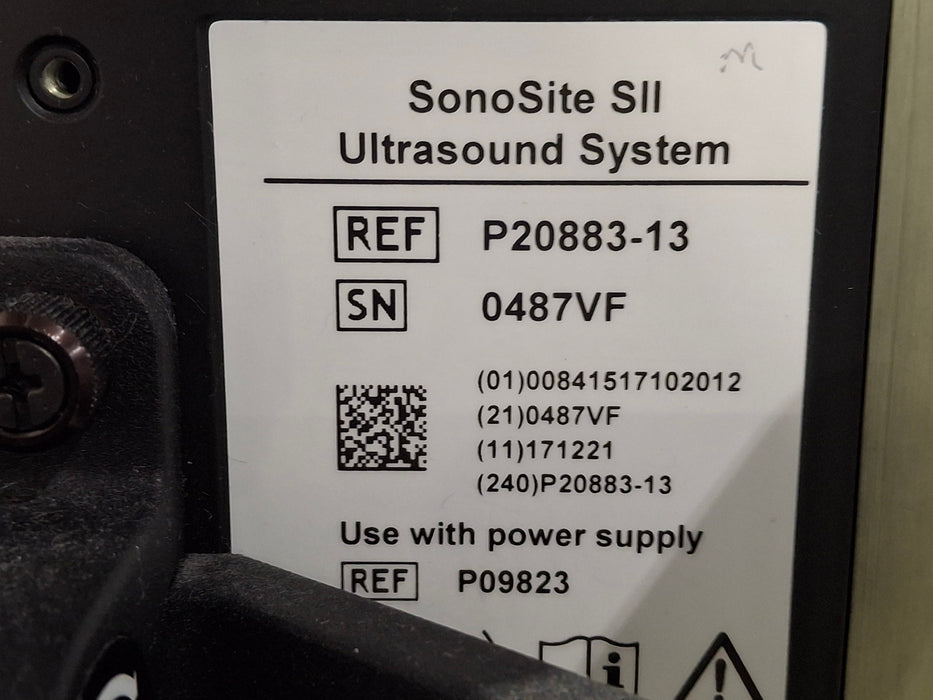 SonoSite SII
Ultrasound System
REF P20883-13
SN 0487VF
(01)00841517102012
(21)0487VF
(11)171221
(240)P20883-13
Use with power supply
REF P09823